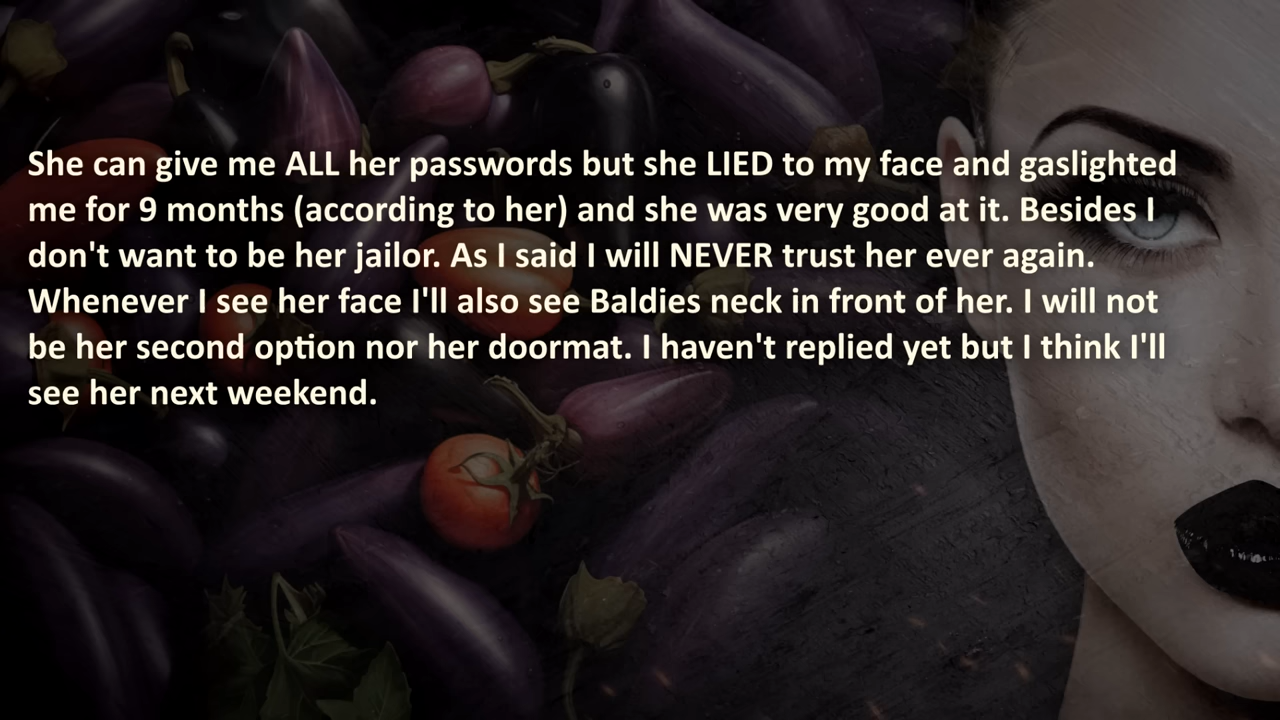 She can give me ALL her passwords but she LIED to my face and gaslighted
me for 9 months (according to her) and she was very good at it. Besides I
don't want to be her jailor. As I said I will NEVER trust her ever again.
Whenever I see her face I'll also see Baldies neck in front of her. I will not
be her second option nor her doormat. I haven't replied yet but I think I'll
see her next weekend.